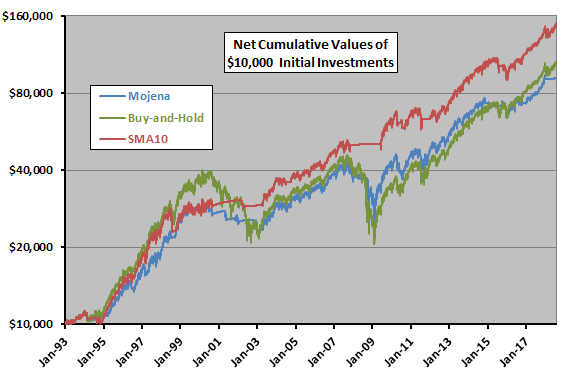 Net Cumulative Values of
$10,000 Initial Investments
Mojena
Buy-and-Hold
SMA10
$160,000
$80,000
$40,000
$20,000
$10,000
Jan-93
Jan-95
Jan-97
Jan-99
Jan-01
Jan-03
Jan-05
Jan-07
Jan-09
Jan-11
Jan-13
Jan-15
Jan-17